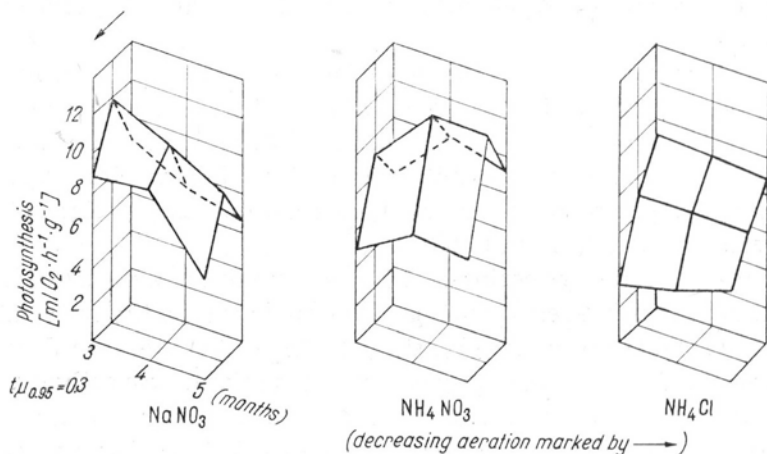 12
10
8
6
4
2
Photosynthesis
[ml O₂·h⁻¹·g⁻¹]
3
4
5 (months)
t,μ₀.₉₅=0.3
NaNO₃
NH₄NO₃
NH₄Cl
(decreasing aeration marked by ⟶)